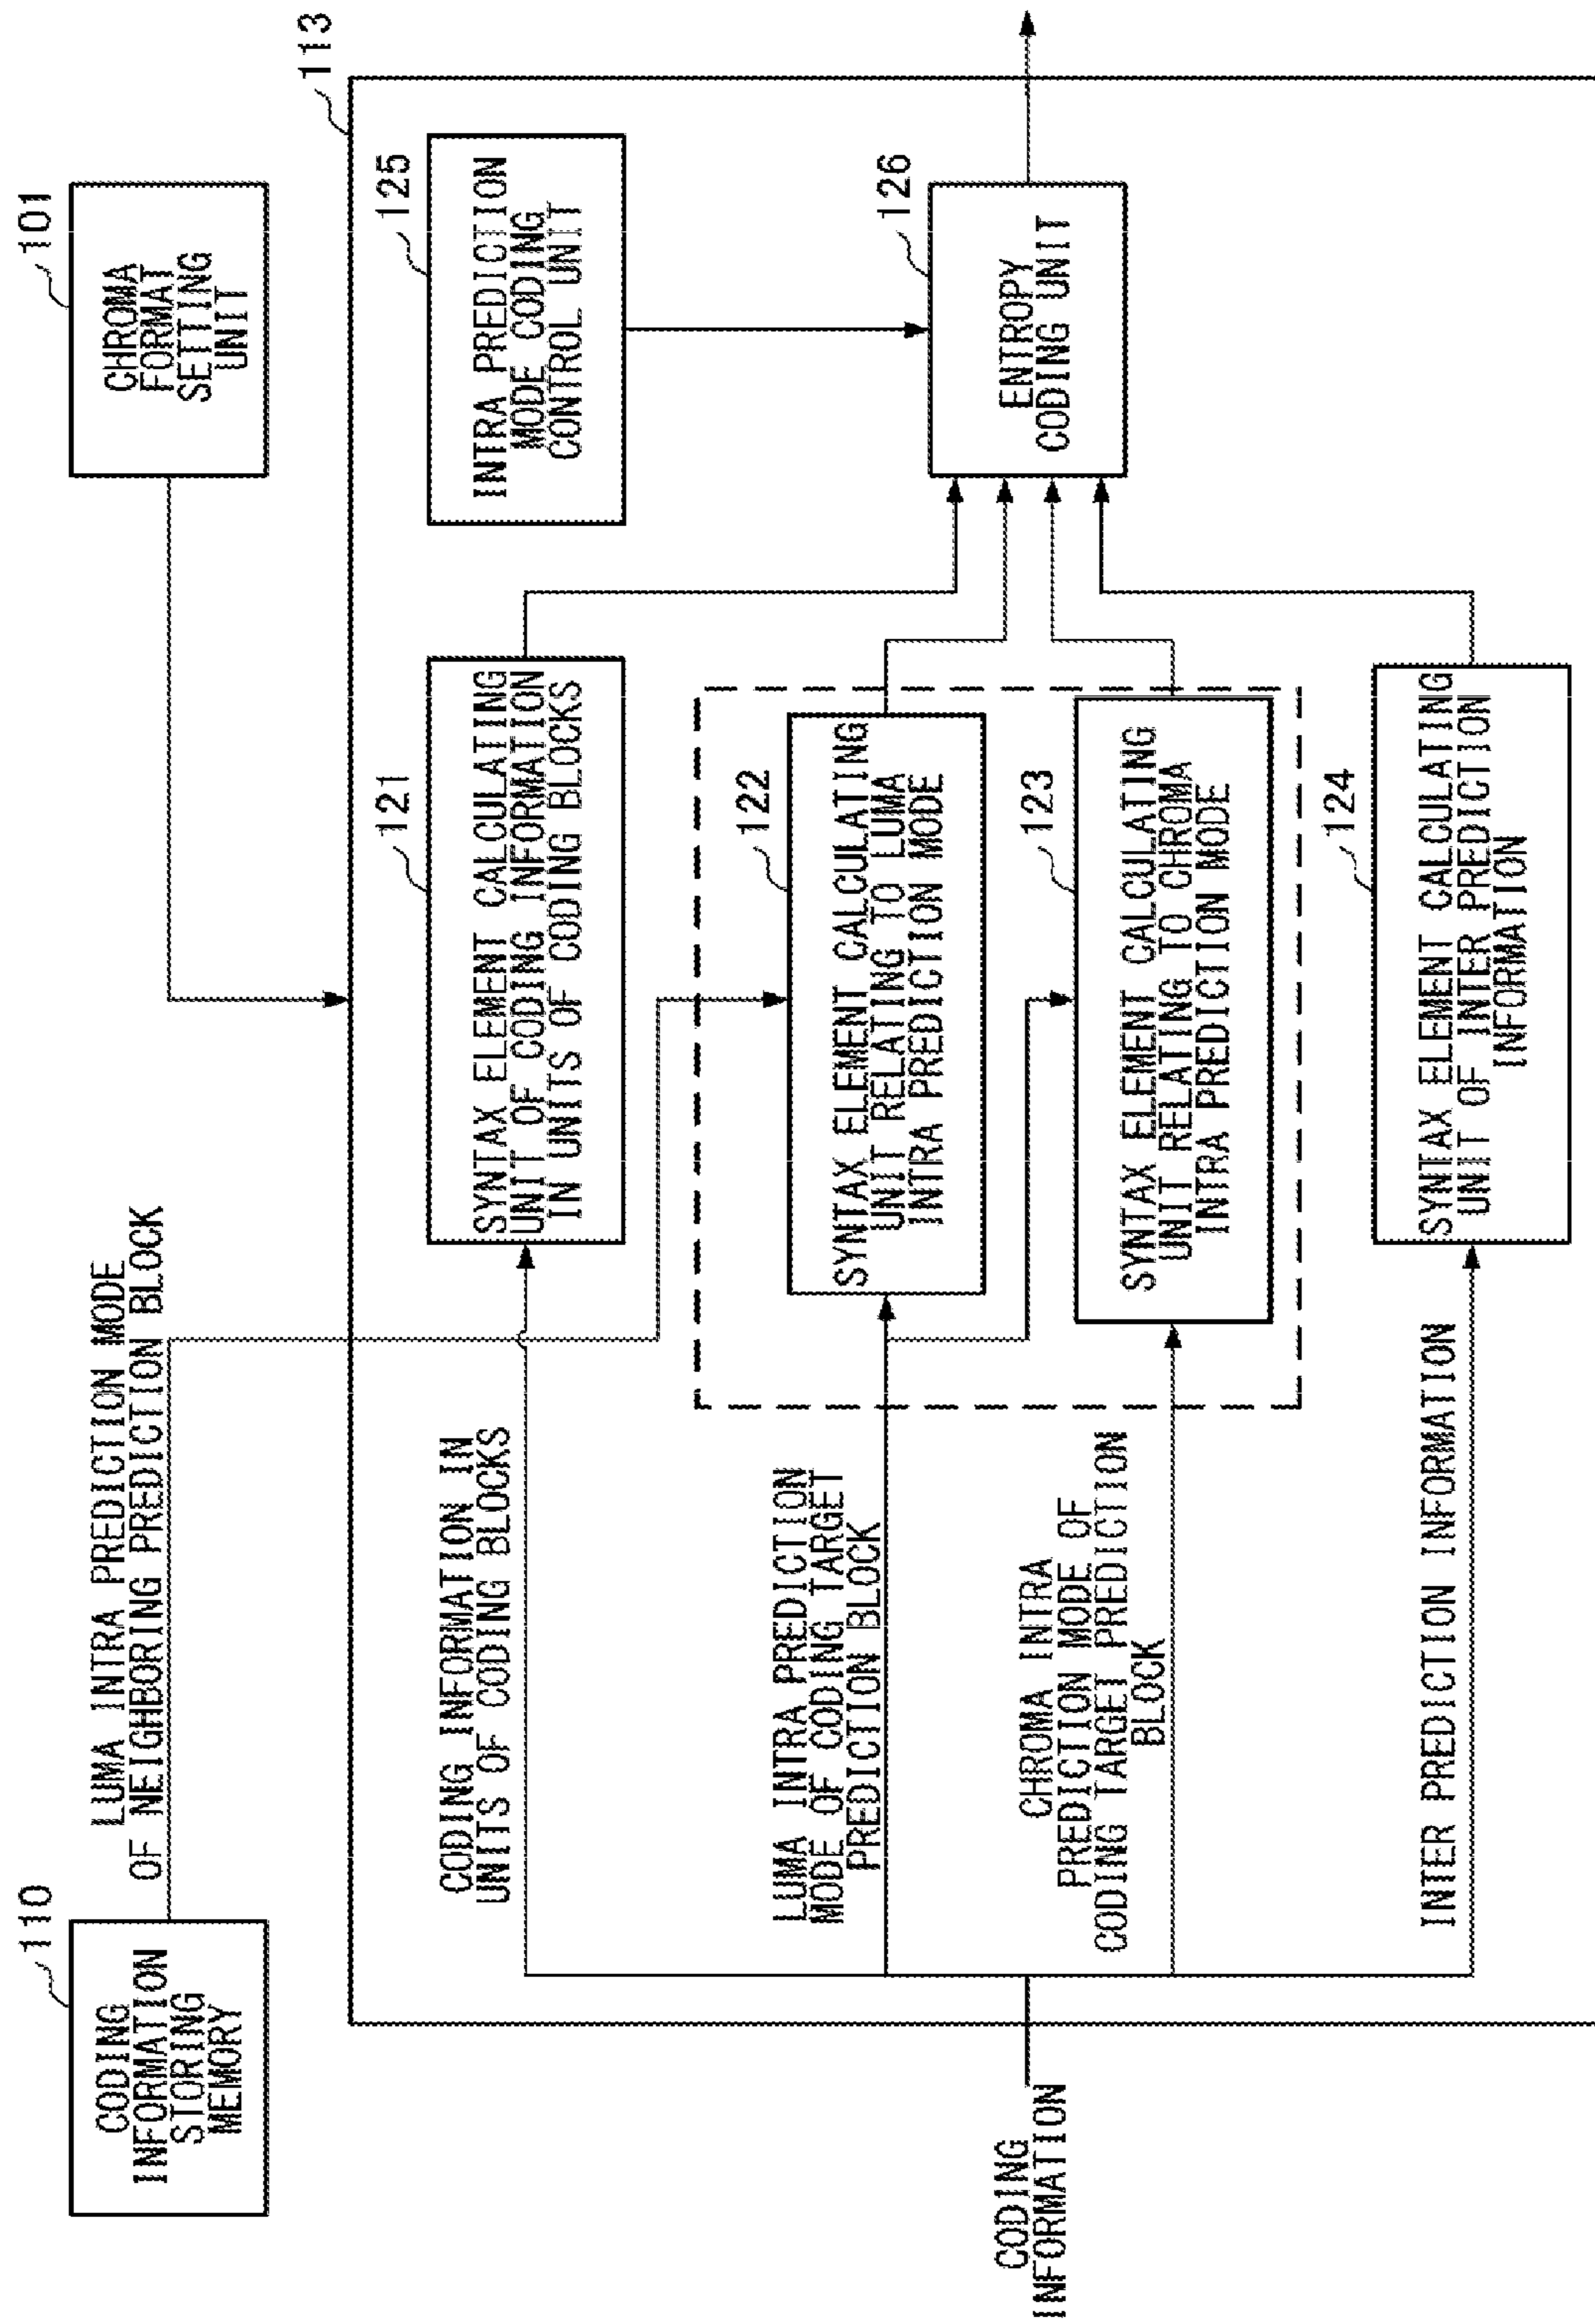 110
CODING
INFORMATION
STORING
MEMORY
LUMA INTRA PREDICTION MODE
OF NEIGHBORING PREDICTION BLOCK
101
CHROMA
FORMAT
SETTING
UNIT
113
CODING INFORMATION IN
UNITS OF CODING BLOCKS
121
SYNTAX ELEMENT CALCULATING
UNIT OF CODING INFORMATION
IN UNITS OF CODING BLOCKS
125
INTRA PREDICTION
MODE CODING
CONTROL UNIT
LUMA INTRA PREDICTION
MODE OF CODING TARGET
PREDICTION BLOCK
122
SYNTAX ELEMENT CALCULATING
UNIT RELATING TO LUMA
INTRA PREDICTION MODE
126
ENTROPY
CODING UNIT
CODING
INFORMATION
CHROMA INTRA
PREDICTION MODE OF
CODING TARGET PREDICTION
BLOCK
123
SYNTAX ELEMENT CALCULATING
UNIT RELATING TO CHROMA
INTRA PREDICTION MODE
INTER PREDICTION INFORMATION
124
SYNTAX ELEMENT CALCULATING
UNIT OF INTER PREDICTION
INFORMATION